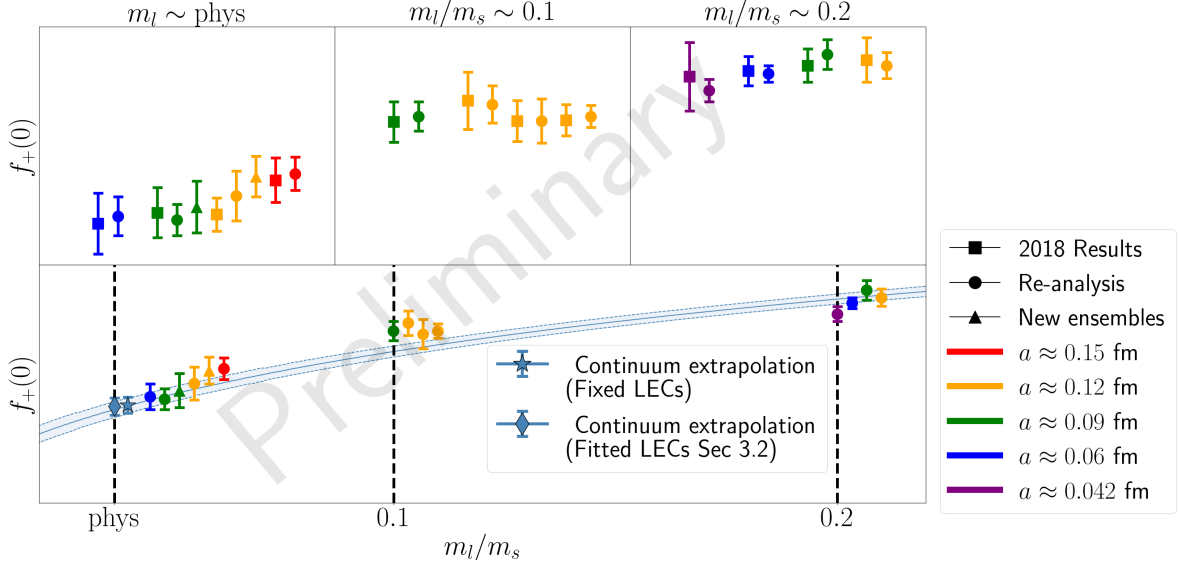 m_l ∼ phys
m_l/m_s ∼ 0.1
m_l/m_s ∼ 0.2
f_+(0)
Preliminary
f_+(0)
Continuum extrapolation
(Fixed LECs)
Continuum extrapolation
(Fitted LECs Sec 3.2)
phys
0.1
0.2
m_l/m_s
2018 Results
Re-analysis
New ensembles
a ≈ 0.15 fm
a ≈ 0.12 fm
a ≈ 0.09 fm
a ≈ 0.06 fm
a ≈ 0.042 fm